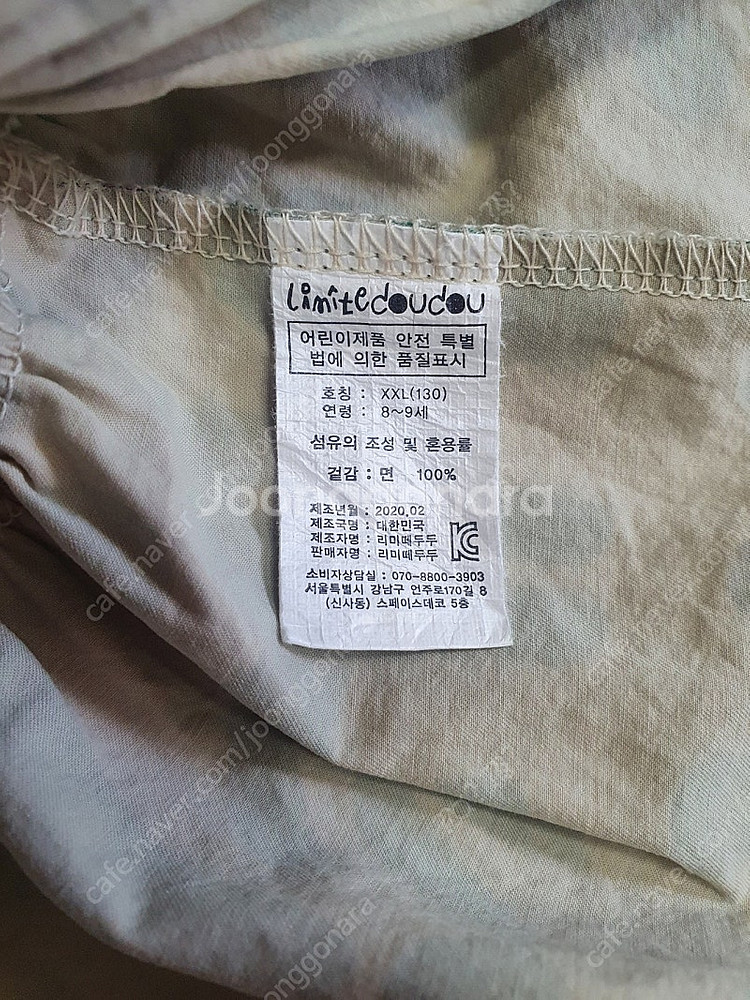 limitedoudou
어린이제품 안전 특별
법에 의한 품질표시
호칭 : XXL(130)
연령 : 8~9세
섬유의 조성 및 혼용률
겉감 : 면 100%
제조년월 : 2020.02
제조국명 : 대한민국
제조자명 : 리미떼두두
판매자명 : 리미떼두두
소비자상담실 : 070-8800-3903
서울특별시 강남구 언주로170길 8
(신사동) 스페이스데코 5층
Joonggonara
cafe.naver.com/joonggonara